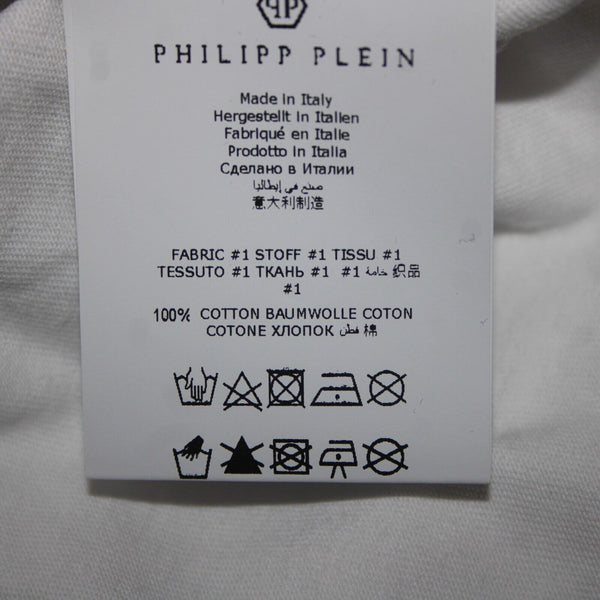 PP
PHILIPP PLEIN
Made in Italy
Hergestellt in Italien
Fabriqué en Italie
Prodotto in Italia
Сделано в Италии
صنع في إيطاليا
意大利制造
FABRIC #1 STOFF #1 TISSU #1
TESSUTO #1 ТКАНЬ #1 #1 خامة 织品
#1
100% COTTON BAUMWOLLE COTON
COTONE ХЛОПОК قطن 棉